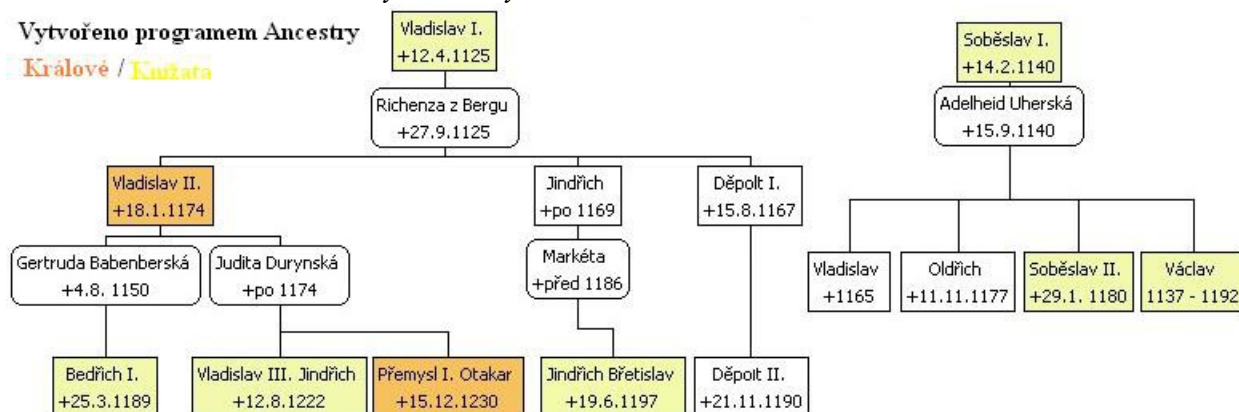 Vytvořeno programem Ancestry
Králové / Knížata
Vladislav I.
+12.4.1125
Richenza z Bergu
+27.9.1125
Soběslav I.
+14.2.1140
Adelheid Uherská
+15.9.1140
Vladislav II.
+18.1.1174
Jindřich
+po 1169
Děpolt I.
+15.8.1167
Gertruda Babenberská
+4.8. 1150
Judita Durynská
+po 1174
Markéta
+před 1186
Vladislav
+1165
Oldřich
+11.11.1177
Soběslav II.
+29.1. 1180
Václav
1137 - 1192
Bedřich I.
+25.3.1189
Vladislav III. Jindřich
+12.8.1222
Přemysl I. Otakar
+15.12.1230
Jindřich Břetislav
+19.6.1197
Děpolt II.
+21.11.1190